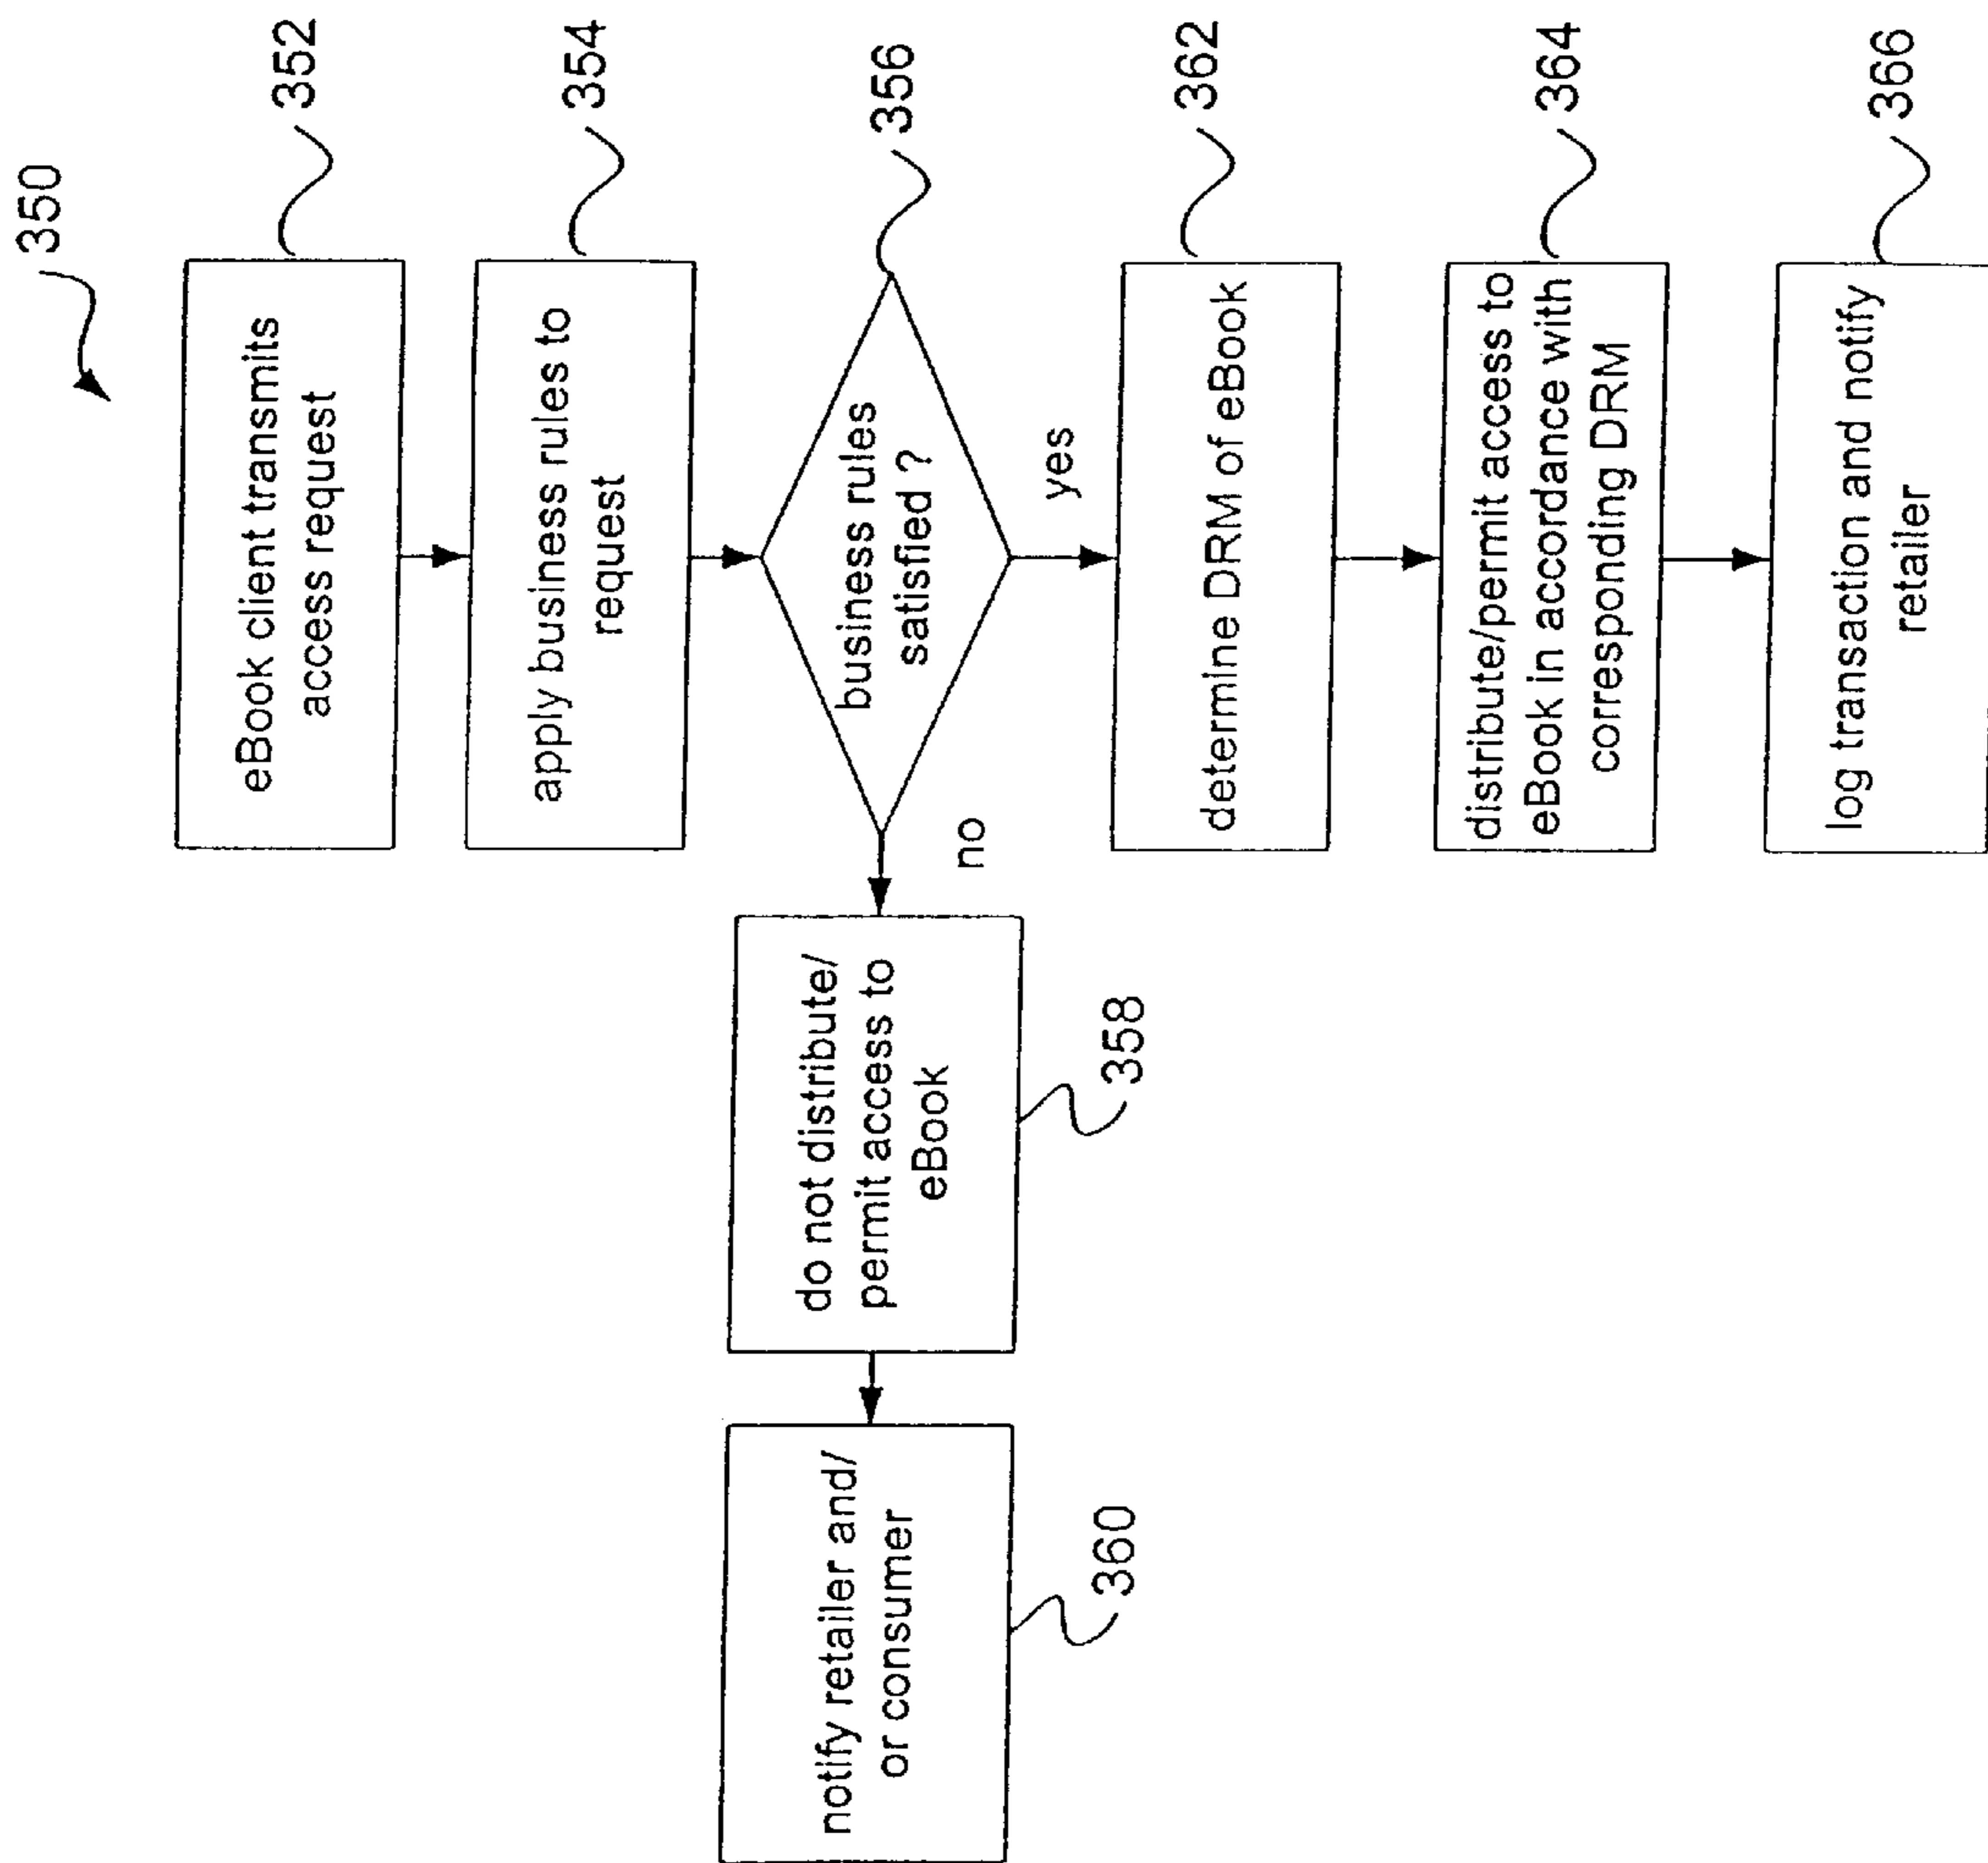 350
eBook client transmits
access request
352
apply business rules to
request
354
business rules
satisfied ?
356
no
yes
do not distribute/
permit access to
eBook
358
notify retailer and/
or consumer
360
determine DRM of eBook
362
distribute/permit access to
eBook in accordance with
corresponding DRM
364
log transaction and notify
retailer
366